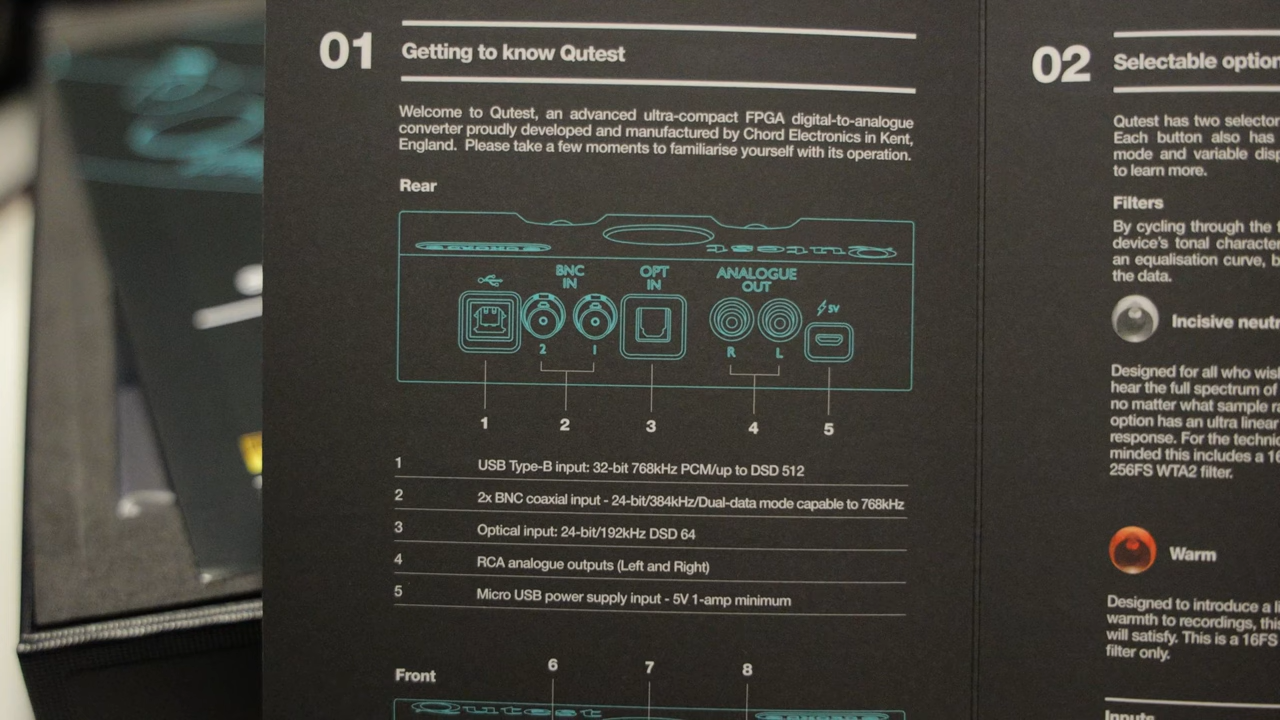 01
Getting to know Qutest
Welcome to Qutest, an advanced ultra-compact FPGA digital-to-analogue
converter proudly developed and manufactured by Chord Electronics in Kent,
England. Please take a few moments to familiarise yourself with its operation.
Rear
BNC
IN
OPT
IN
ANALOGUE
OUT
5V
2
1
R
L
1
2
3
4
5
1 USB Type-B input: 32-bit 768kHz PCM/up to DSD 512
2 2x BNC coaxial input - 24-bit/384kHz/Dual-data mode capable to 768kHz
3 Optical input: 24-bit/192kHz DSD 64
4 RCA analogue outputs (Left and Right)
5 Micro USB power supply input - 5V 1-amp minimum
Front
6
7
8
Qutest
02
Selectable option
Qutest has two selector
Each button also has
mode and variable disp
to learn more.
Filters
By cycling through the
device's tonal character
an equalisation curve, b
the data.
Incisive neutr
Designed for all who wish
hear the full spectrum of
no matter what sample ra
option has an ultra linear
response. For the technic
minded this includes a 16
256FS WTA2 filter.
Warm
Designed to introduce a li
warmth to recordings, this
will satisfy. This is a 16FS
filter only.
Inputs